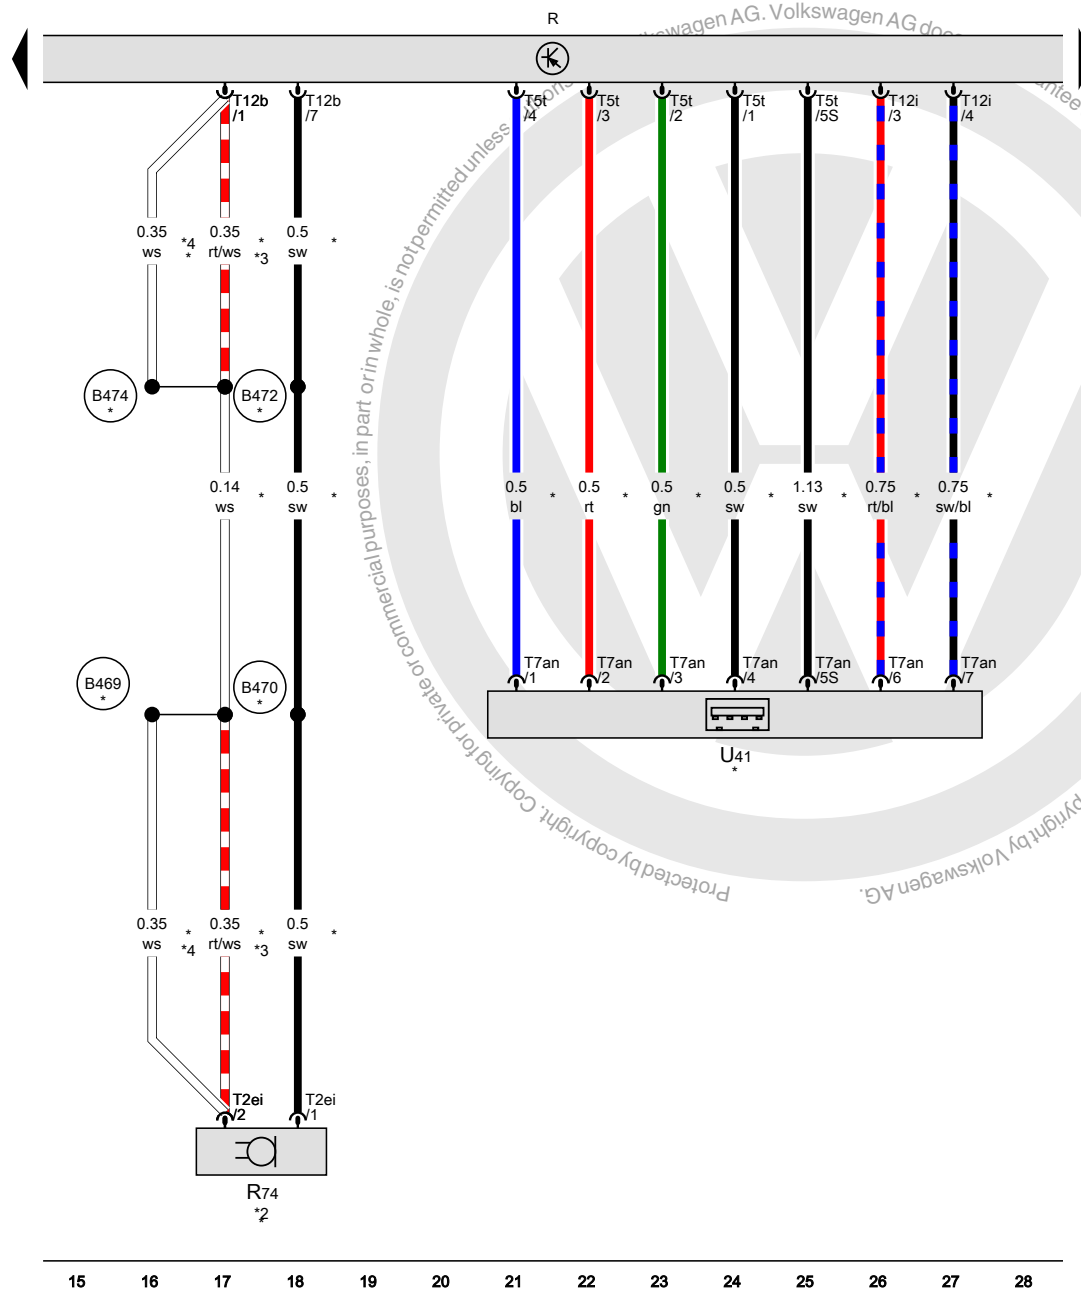 R
T12b
/1
T12b
/7
T5t
/4
T5t
/3
T5t
/2
T5t
/1
T5t
/5S
T12i
/3
T12i
/4
0.35
ws
*4
*
0.35
rt/ws
*
*3
0.5
sw
*
B474
*
B472
*
0.14
ws
*
0.5
sw
*
0.5
bl
*
0.5
rt
*
0.5
gn
*
0.5
sw
*
1.13
sw
*
0.75
rt/bl
*
0.75
sw/bl
*
B469
*
B470
*
T7an
/1
T7an
/2
T7an
/3
T7an
/4
T7an
/5S
T7an
/6
T7an
/7
U41
*
0.35
ws
*
*4
0.35
rt/ws
*
*3
0.5
sw
*
T2ei
/2
T2ei
/1
R74
*2
*
15 16 17 18 19 20 21 22 23 24 25 26 27 28
Protected by copyright. Copying for private or commercial purposes, in part or in whole, is not permitted unless
Volkswagen AG
Volkswagen AG.